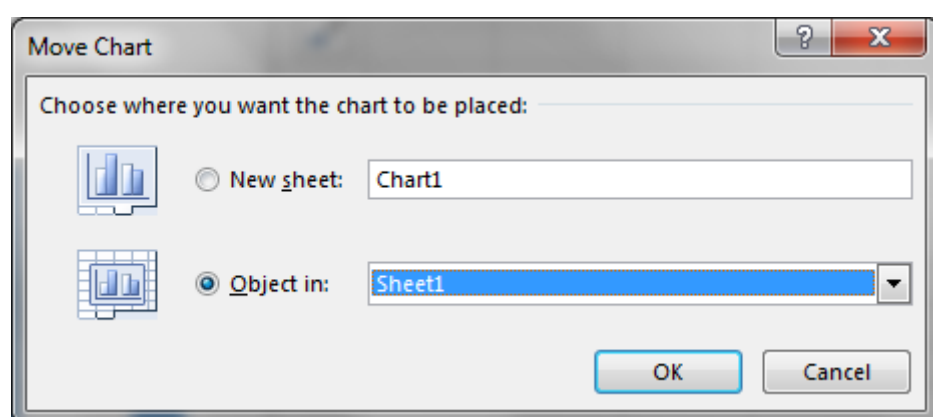 Move Chart
Choose where you want the chart to be placed:
New sheet: Chart1
Object in: Sheet1
OK Cancel